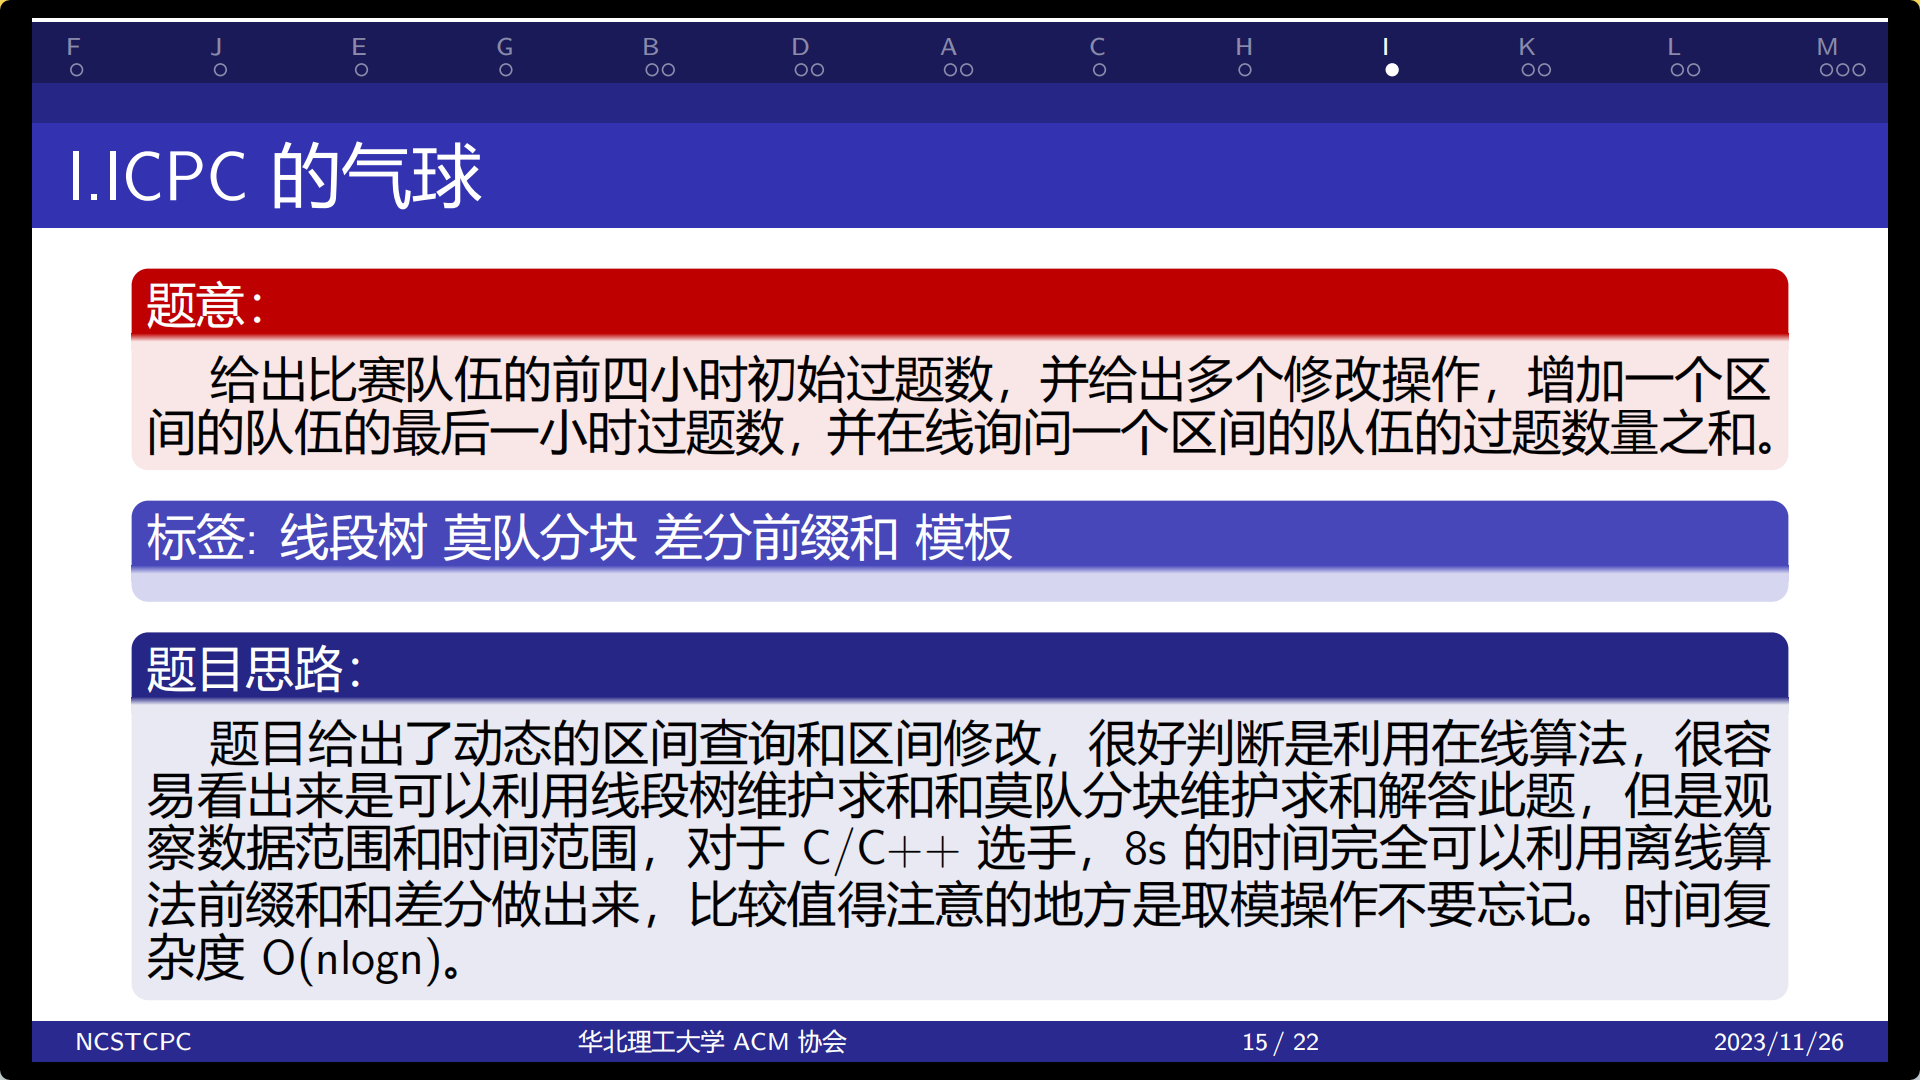 F J E G B D A C H I K L M
I.ICPC 的气球
题意：
给出比赛队伍的前四小时初始过题数，并给出多个修改操作，增加一个区
间的队伍的最后一小时过题数，并在线询问一个区间的队伍的过题数量之和。
标签: 线段树 莫队分块 差分前缀和 模板
题目思路：
题目给出了动态的区间查询和区间修改，很好判断是利用在线算法，很容
易看出来是可以利用线段树维护求和和莫队分块维护求和解答此题，但是观
察数据范围和时间范围，对于 C/C++ 选手，8s 的时间完全可以利用离线算
法前缀和和差分做出来，比较值得注意的地方是取模操作不要忘记。时间复
杂度 O(nlogn)。
NCSTCPC 华北理工大学 ACM 协会 15 / 22 2023/11/26